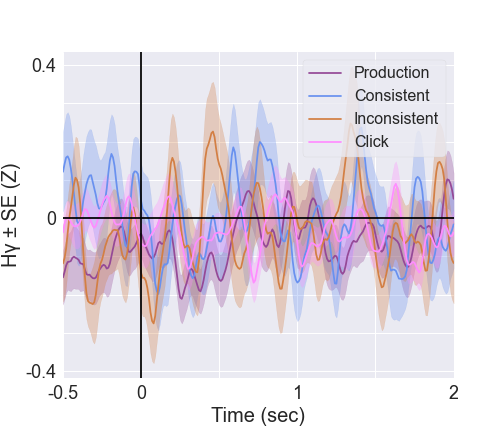 Production
Consistent
Inconsistent
Click
0.4
0
-0.4
Hγ ± SE (Z)
-0.5
0
1
2
Time (sec)